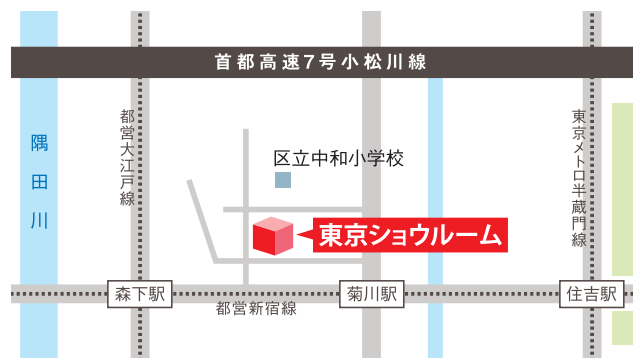 首都高速7号小松川線
隅田川
都営大江戸線
東京メトロ半蔵門線
区立中和小学校
東京ショウルーム
森下駅
菊川駅
住吉駅
都営新宿線